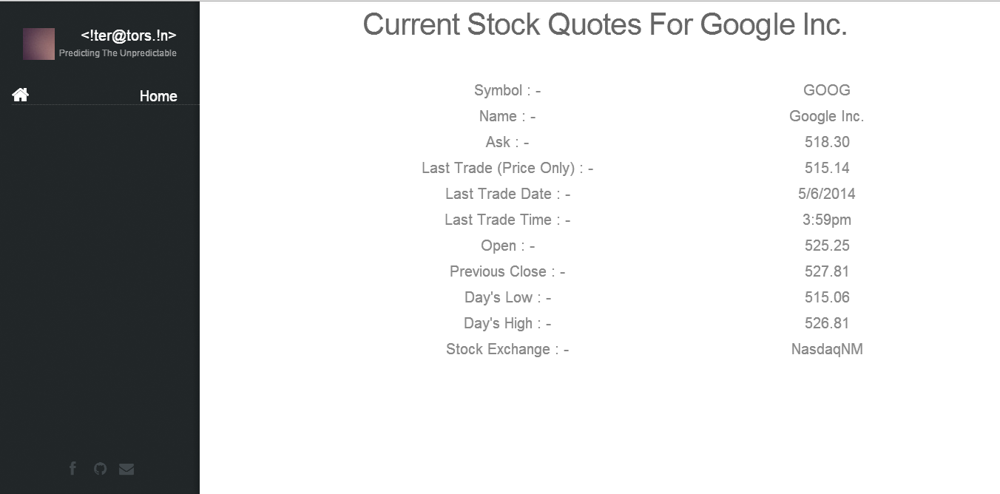 <!ter@tors.!n>
Predicting The Unpredictable
Home
Current Stock Quotes For Google Inc.
Symbol : - GOOG
Name : - Google Inc.
Ask : - 518.30
Last Trade (Price Only) : - 515.14
Last Trade Date : - 5/6/2014
Last Trade Time : - 3:59pm
Open : - 525.25
Previous Close : - 527.81
Day's Low : - 515.06
Day's High : - 526.81
Stock Exchange : - NasdaqNM